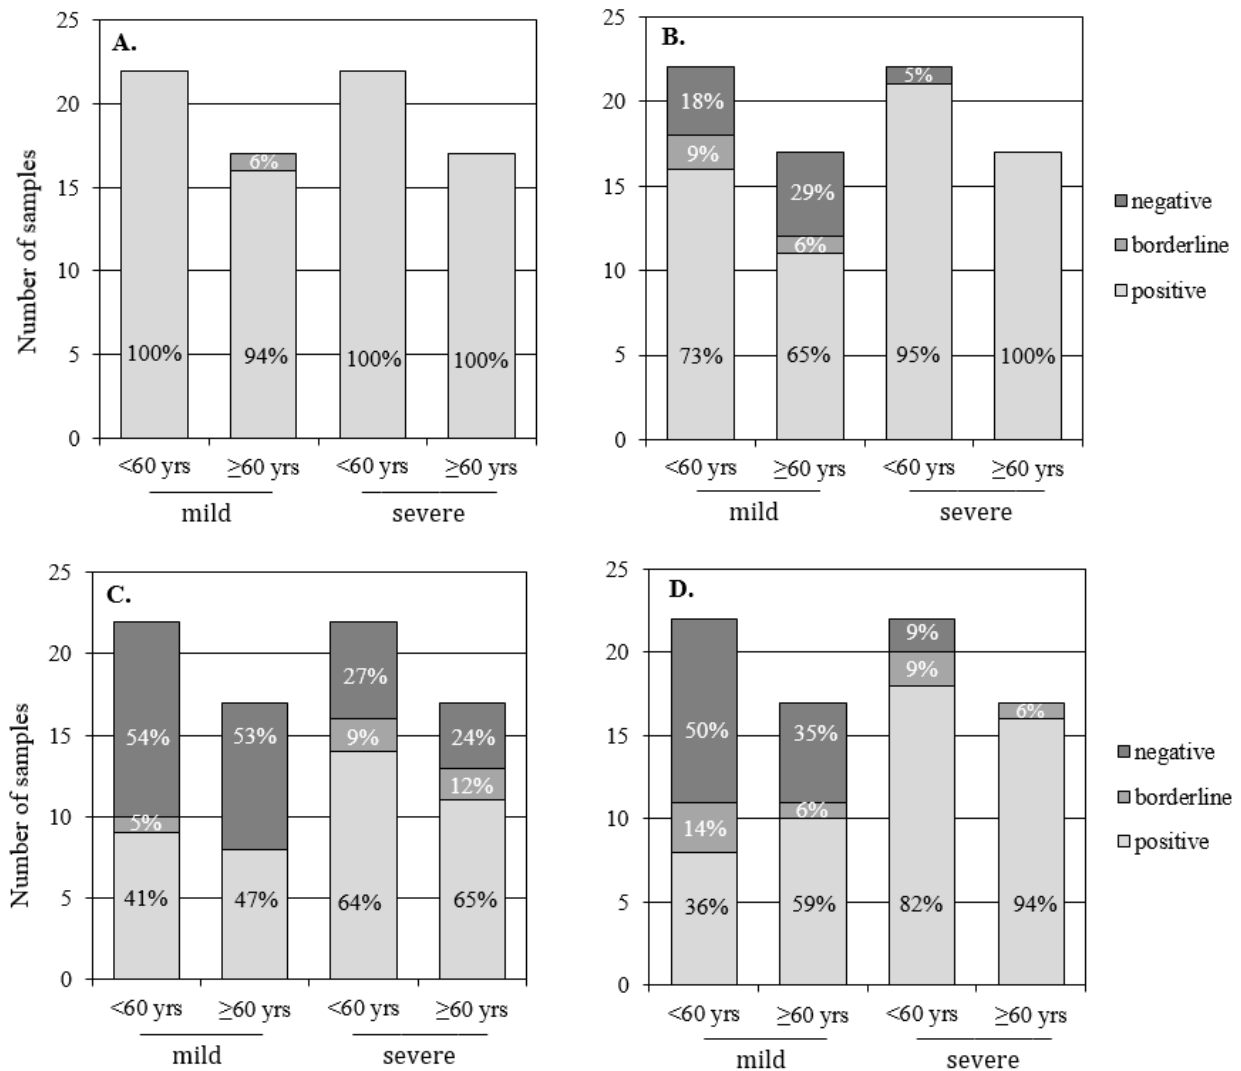 A.
25
20
15
10
5
0
Number of samples
6%
100%
94%
100%
100%
<60 yrs
≥60 yrs
<60 yrs
≥60 yrs
mild
severe
B.
25
20
15
10
5
0
18%
9%
73%
29%
6%
65%
5%
95%
100%
<60 yrs
≥60 yrs
<60 yrs
≥60 yrs
mild
severe
negative
borderline
positive
C.
25
20
15
10
5
0
Number of samples
54%
5%
41%
53%
47%
27%
9%
64%
24%
12%
65%
<60 yrs
≥60 yrs
<60 yrs
≥60 yrs
mild
severe
D.
25
20
15
10
5
0
50%
14%
36%
35%
6%
59%
9%
9%
82%
6%
94%
<60 yrs
≥60 yrs
<60 yrs
≥60 yrs
mild
severe
negative
borderline
positive